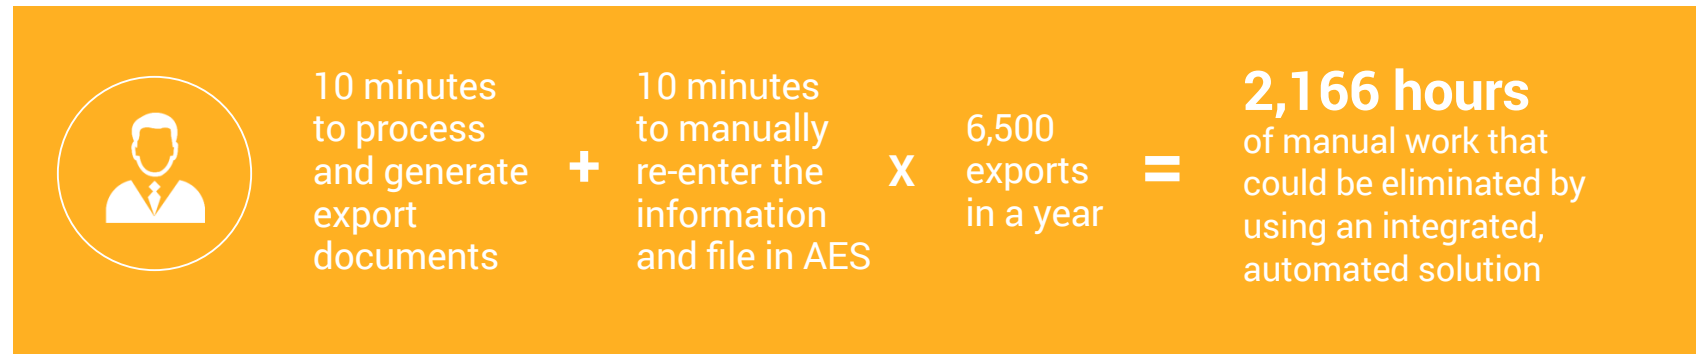 10 minutes
to process
and generate
export
documents
+
10 minutes
to manually
re-enter the
information
and file in AES
x
6,500
exports
in a year
=
2,166 hours
of manual work that
could be eliminated by
using an integrated,
automated solution